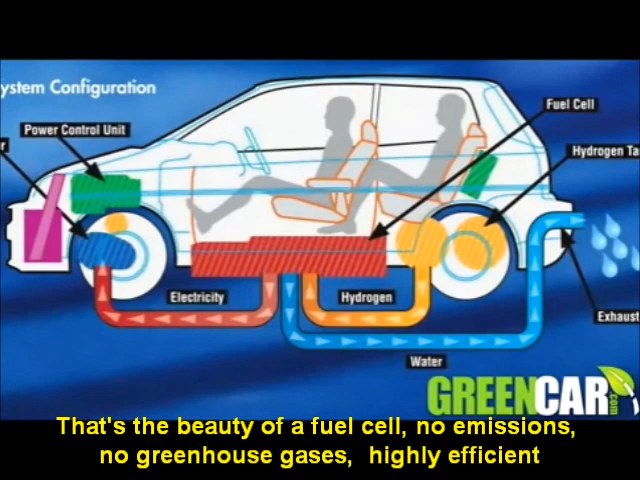 ystem Configuration
Fuel Cell
Power Control Unit
r
Hydrogen Ta
Electricity
Hydrogen
Exhaust
Water
GREENCAR.com
That's the beauty of a fuel cell, no emissions,
no greenhouse gases, highly efficient